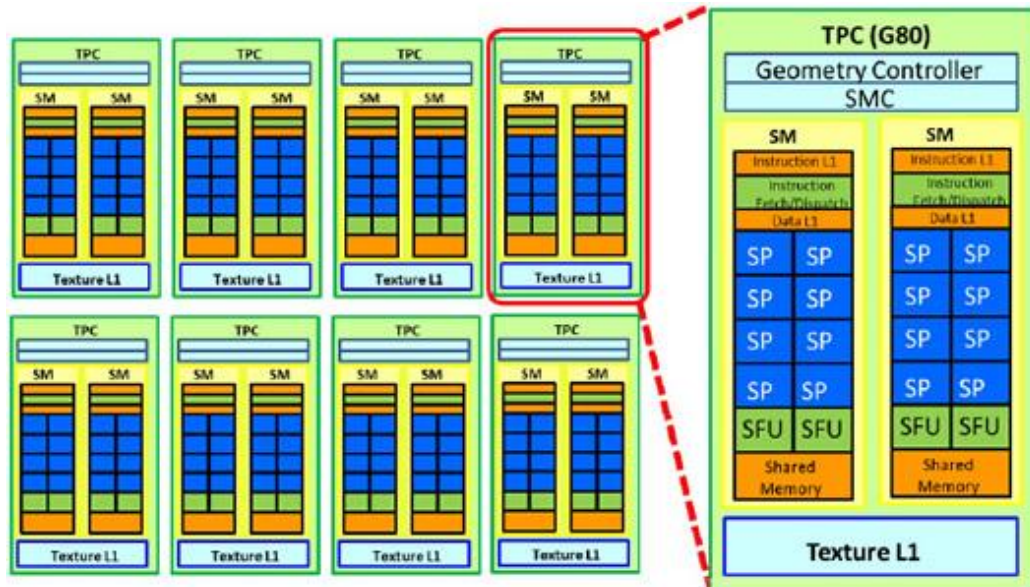 TPC TPC TPC TPC
SM SM SM SM SM SM SM SM
Texture L1 Texture L1 Texture L1 Texture L1
TPC TPC TPC TPC
SM SM SM SM SM SM SM SM
Texture L1 Texture L1 Texture L1 Texture L1
TPC (G80)
Geometry Controller
SMC
SM SM
Instruction L1 Instruction L1
Instruction Instruction
Fetch/Dispatch Fetch/Dispatch
Data L1 Data L1
SP SP SP SP
SP SP SP SP
SP SP SP SP
SP SP SP SP
SFU SFU SFU SFU
Shared Shared
Memory Memory
Texture L1